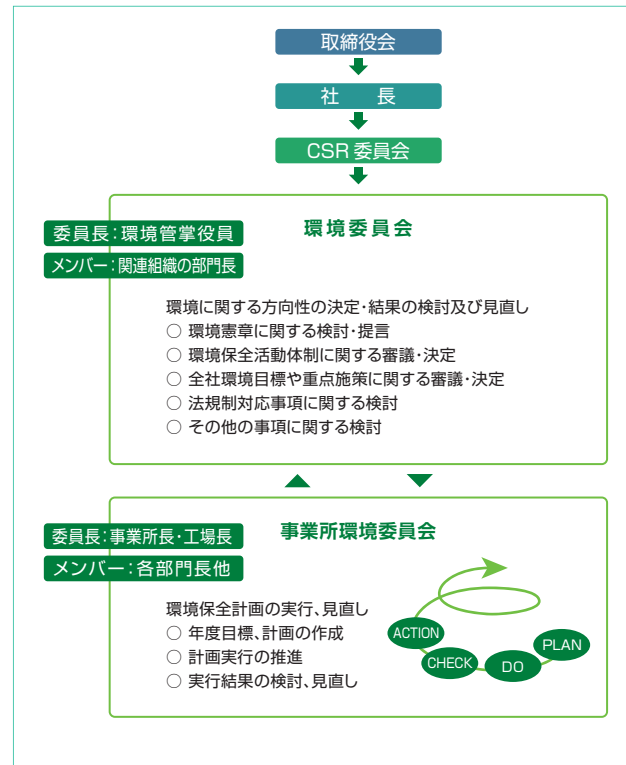 取締役会
社　　長
CSR 委員会
環境委員会
委員長：環境管掌役員
メンバー：関連組織の部門長
環境に関する方向性の決定・結果の検討及び見直し
○ 環境憲章に関する検討・提言
○ 環境保全活動体制に関する審議・決定
○ 全社環境目標や重点施策に関する審議・決定
○ 法規制対応事項に関する検討
○ その他の事項に関する検討
事業所環境委員会
委員長：事業所長・工場長
メンバー：各部門長他
環境保全計画の実行、見直し
○ 年度目標、計画の作成
○ 計画実行の推進
○ 実行結果の検討、見直し
ACTION
CHECK
DO
PLAN